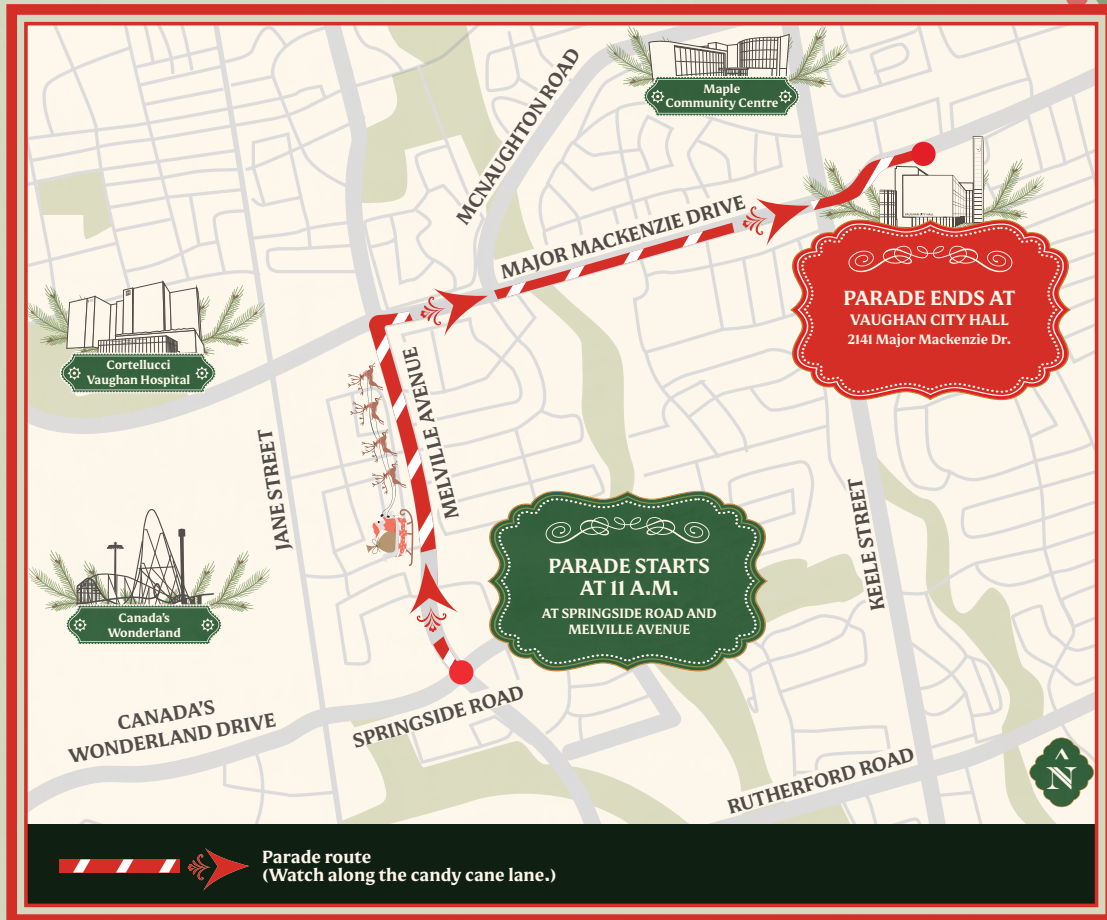 MCNAUGHTON ROAD
Maple
Community Centre
MAJOR MACKENZIE DRIVE
PARADE ENDS AT
VAUGHAN CITY HALL
2141 Major Mackenzie Dr.
Cortellucci
Vaughan Hospital
MELVILLE AVENUE
JANE STREET
KEELE STREET
PARADE STARTS
AT 11 A.M.
AT SPRINGSIDE ROAD AND
MELVILLE AVENUE
Canada's
Wonderland
CANADA'S
WONDERLAND DRIVE
SPRINGSIDE ROAD
RUTHERFORD ROAD
N
Parade route
(Watch along the candy cane lane.)